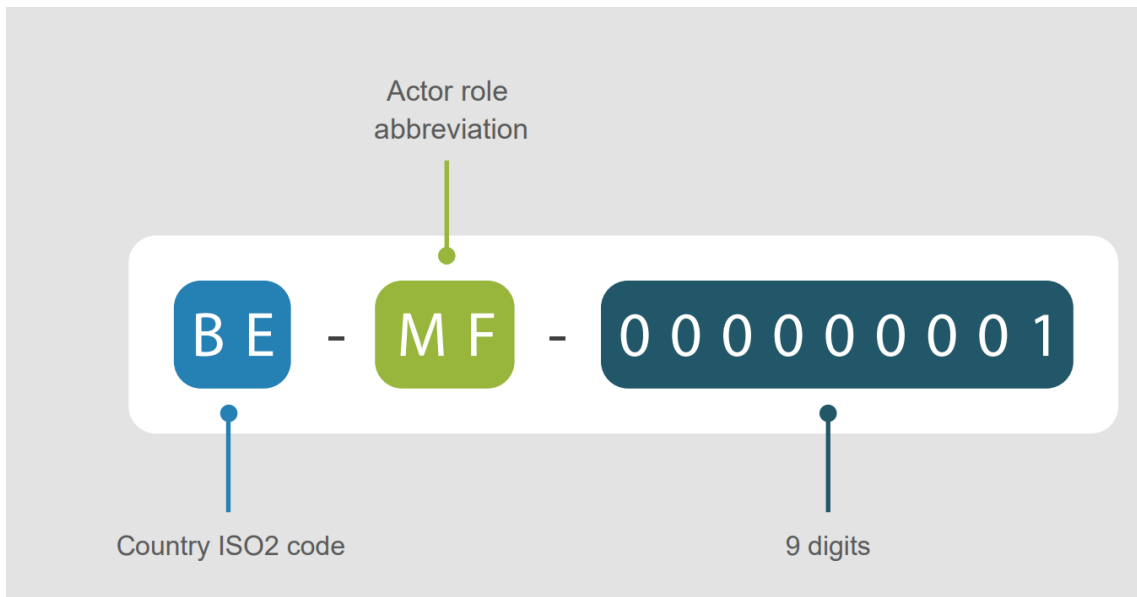 Actor role
abbreviation
B E - M F - 0 0 0 0 0 0 0 0 1
Country ISO2 code
9 digits